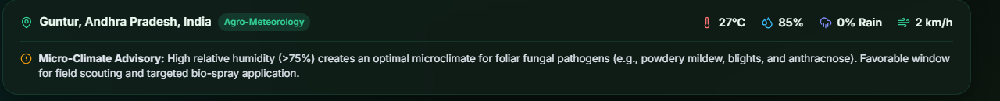 Guntur, Andhra Pradesh, India Agro-Meteorology 27°C 85% 0% Rain 2 km/h
Micro-Climate Advisory: High relative humidity (>75%) creates an optimal microclimate for foliar fungal pathogens (e.g., powdery mildew, blights, and anthracnose). Favorable window
for field scouting and targeted bio-spray application.